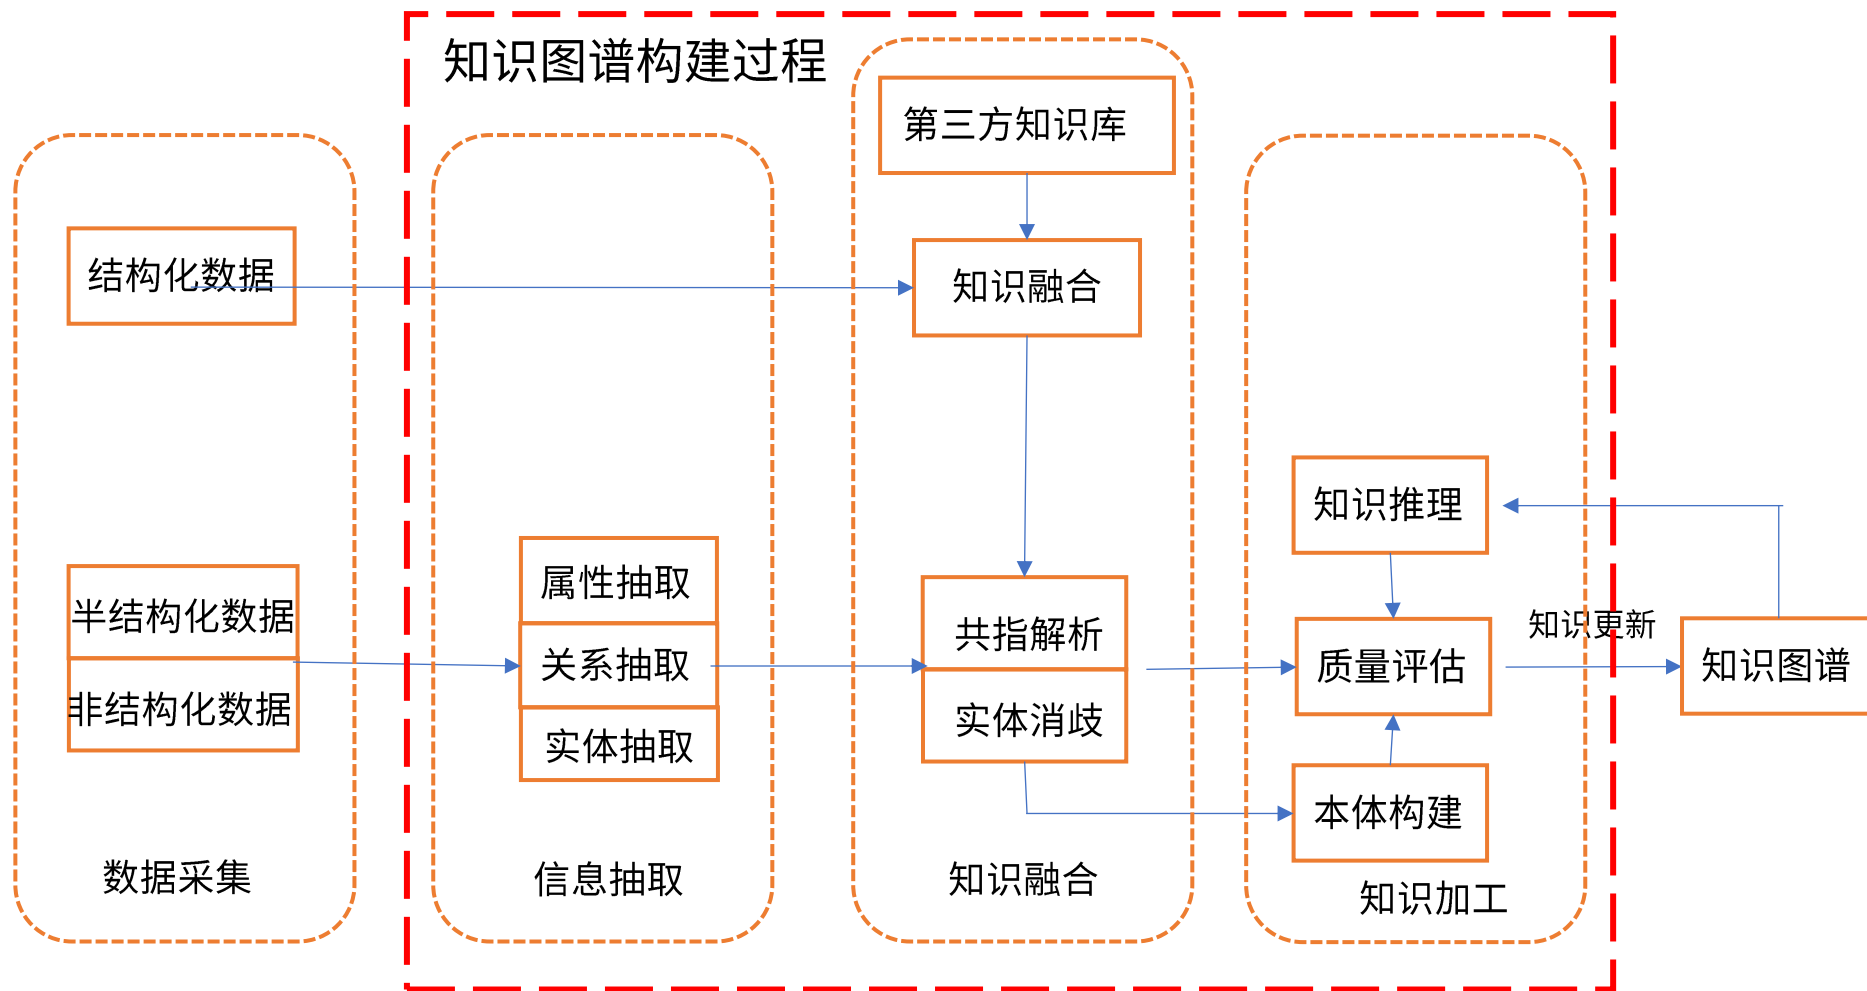 知识图谱构建过程
结构化数据
半结构化数据
非结构化数据
数据采集
属性抽取
关系抽取
实体抽取
信息抽取
第三方知识库
知识融合
共指解析
实体消歧
知识融合
知识推理
质量评估
本体构建
知识加工
知识更新
知识图谱